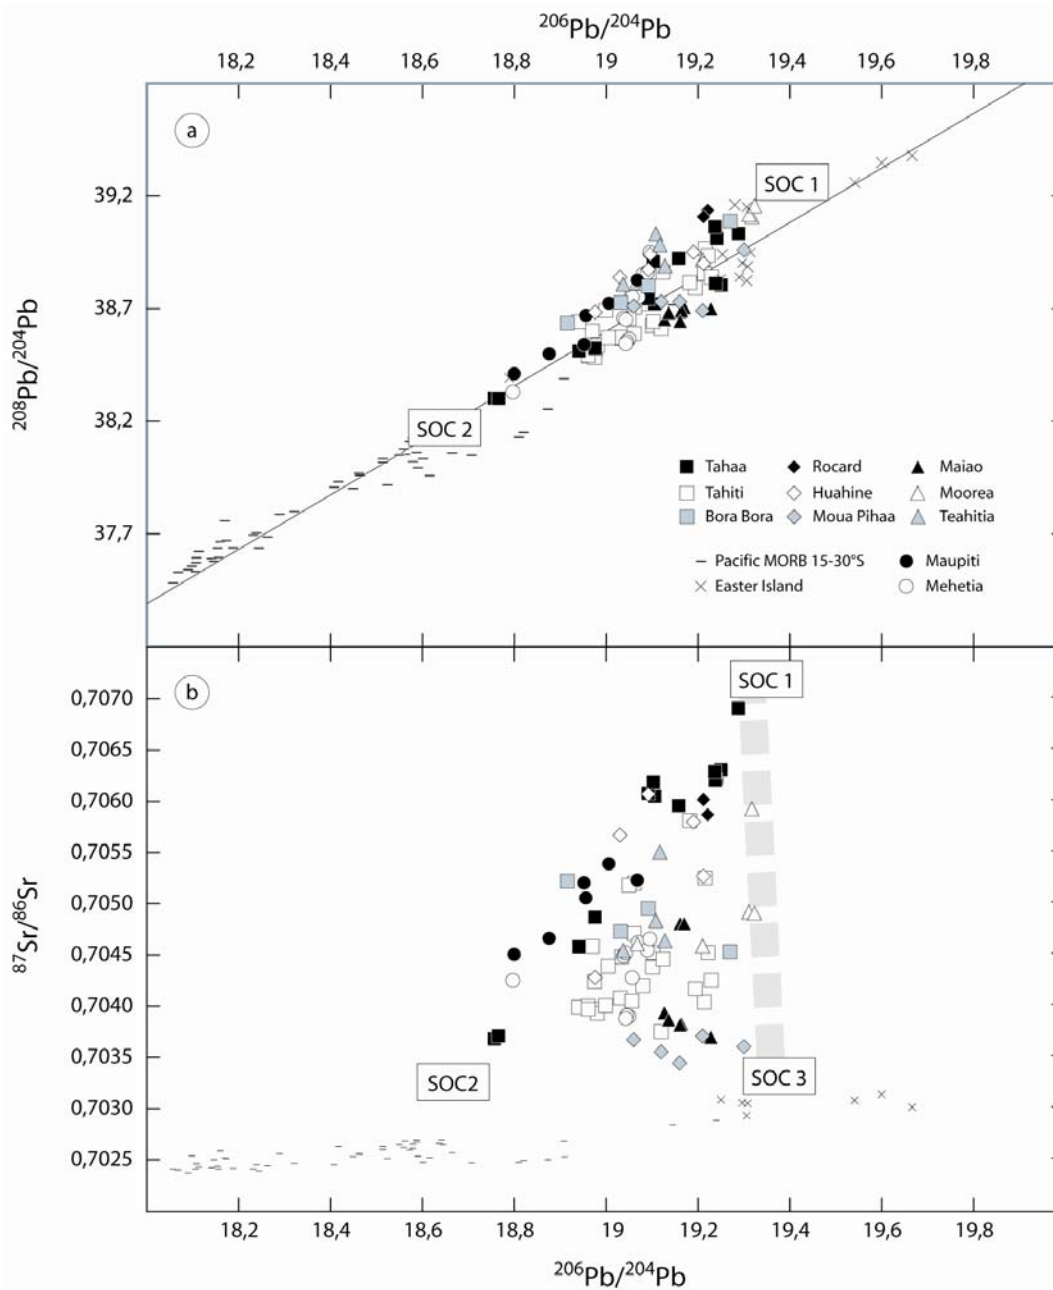 ²⁰⁶Pb/²⁰⁴Pb
18,2 18,4 18,6 18,8 19 19,2 19,4 19,6 19,8
a
SOC 1
39,2
38,7
²⁰⁸Pb/²⁰⁴Pb
38,2
SOC 2
37,7
Tahaa Rocard Maiao
Tahiti Huahine Moorea
Bora Bora Moua Pihaa Teahitia
Pacific MORB 15-30°S Maupiti
Easter Island Mehetia
b
SOC 1
0,7070
0,7065
0,7060
0,7055
0,7050
⁸⁷Sr/⁸⁶Sr
0,7045
0,7040
0,7035
SOC2
SOC 3
0,7030
0,7025
18,2 18,4 18,6 18,8 19 19,2 19,4 19,6 19,8
²⁰⁶Pb/²⁰⁴Pb